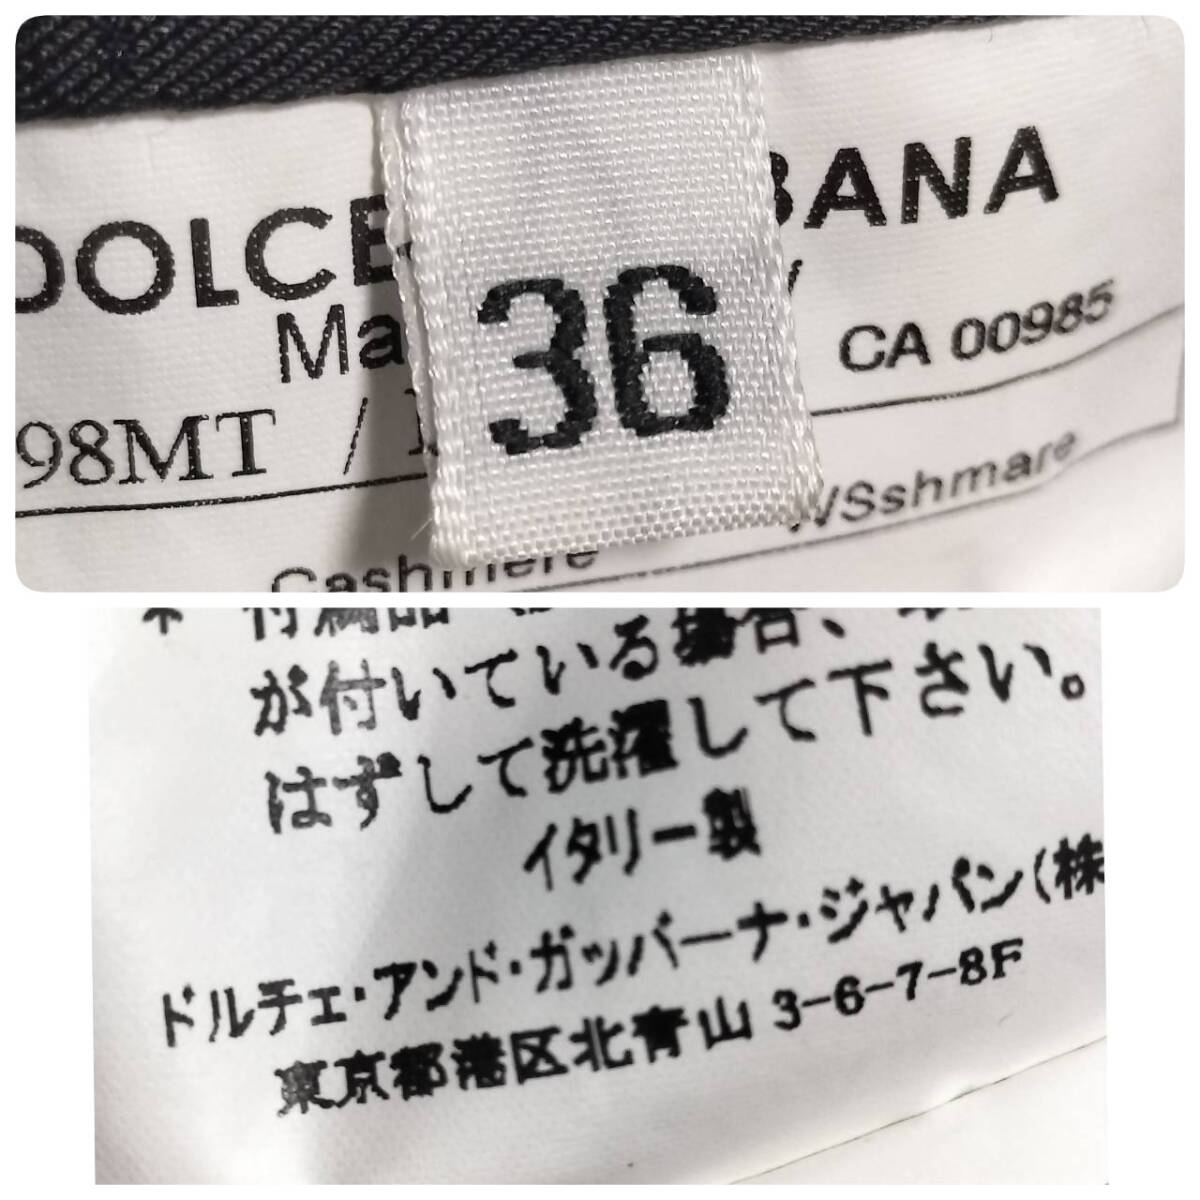 DOLCE BANA
36
Ma
CA 00985
98MT /
Cashmere WSshmare
が付いている場合、
はずして洗濯して下さい。
イタリー製
ドルチェ・アンド・ガッバーナ・ジャパン(株
東京都港区北青山 3-6-7-8F